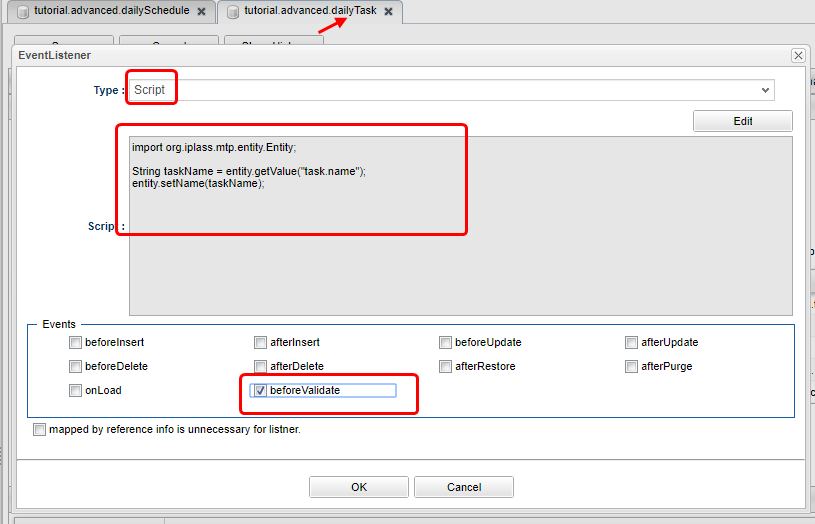 tutorial.advanced.dailySchedule
tutorial.advanced.dailyTask
EventListener
Type :
Script
Edit
import org.iplass.mtp.entity.Entity;
String taskName = entity.getValue("task.name");
entity.setName(taskName);
Script :
Events
beforeInsert
afterInsert
beforeUpdate
afterUpdate
beforeDelete
afterDelete
afterRestore
afterPurge
onLoad
beforeValidate
mapped by reference info is unnecessary for listner.
OK
Cancel